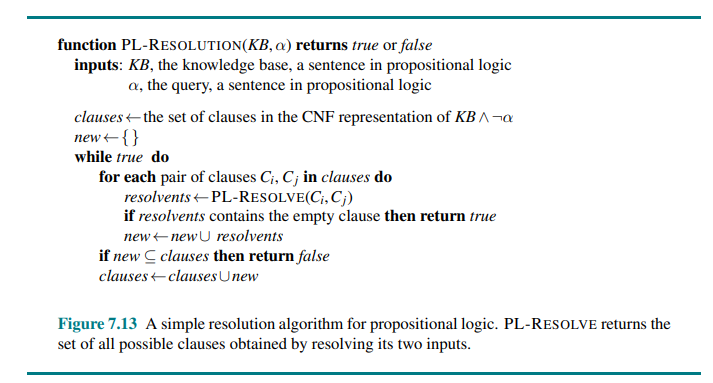 function PL-RESOLUTION(KB, α) returns true or false
inputs: KB, the knowledge base, a sentence in propositional logic
α, the query, a sentence in propositional logic
clauses ← the set of clauses in the CNF representation of KB ∧ ¬α
new ← { }
while true do
for each pair of clauses Ci, Cj in clauses do
resolvents ← PL-RESOLVE(Ci, Cj)
if resolvents contains the empty clause then return true
new ← new ∪ resolvents
if new ⊆ clauses then return false
clauses ← clauses ∪ new
Figure 7.13 A simple resolution algorithm for propositional logic. PL-RESOLVE returns the
set of all possible clauses obtained by resolving its two inputs.